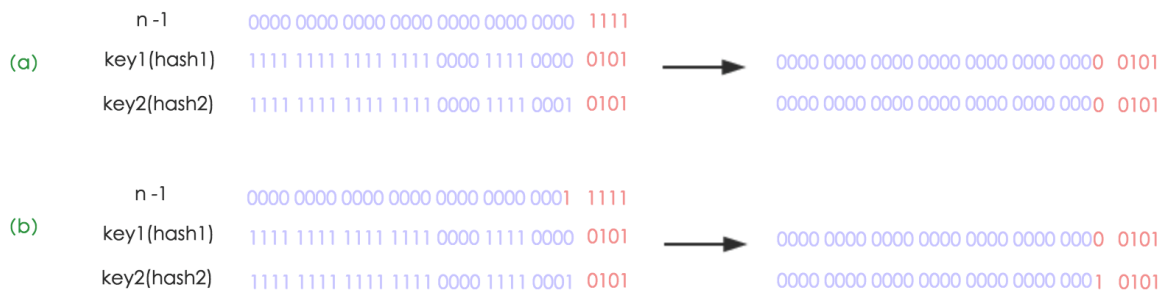 n -1 0000 0000 0000 0000 0000 0000 0000 1111
(a) key1(hash1) 1111 1111 1111 1111 0000 1111 0000 0101 0000 0000 0000 0000 0000 0000 0000 0101
key2(hash2) 1111 1111 1111 1111 0000 1111 0001 0101 0000 0000 0000 0000 0000 0000 0000 0101
n -1 0000 0000 0000 0000 0000 0000 0001 1111
(b) key1(hash1) 1111 1111 1111 1111 0000 1111 0000 0101 0000 0000 0000 0000 0000 0000 0000 0101
key2(hash2) 1111 1111 1111 1111 0000 1111 0001 0101 0000 0000 0000 0000 0000 0000 0001 0101